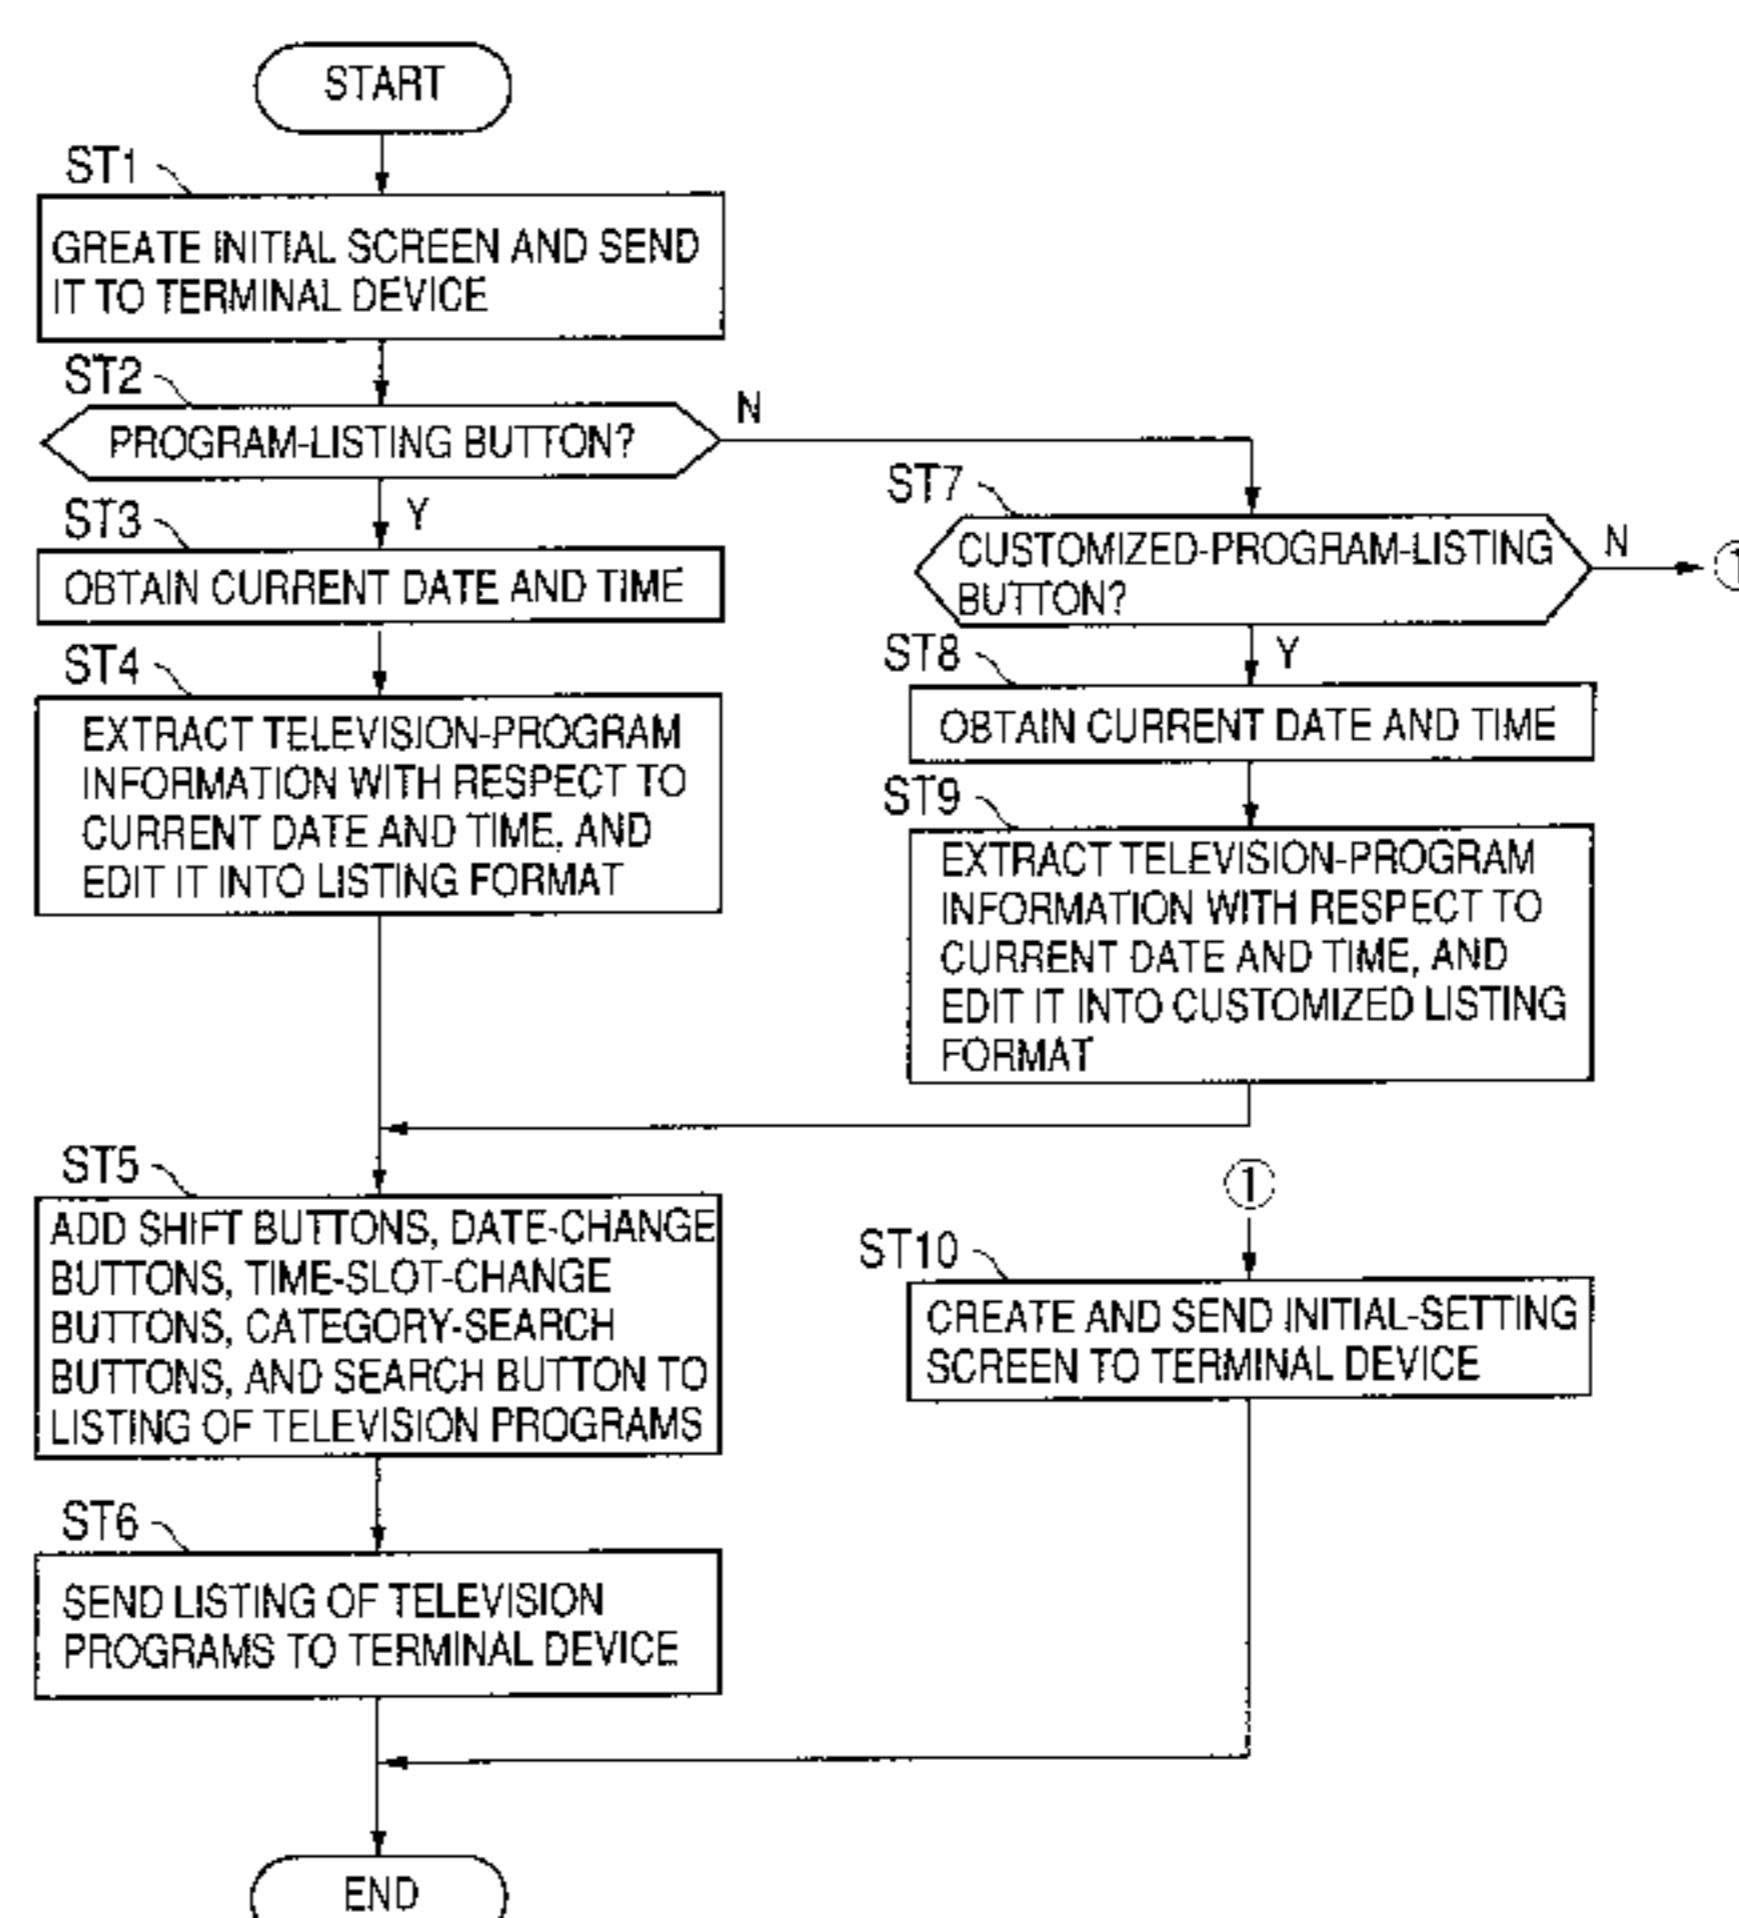 START
ST1
GREATE INITIAL SCREEN AND SEND
IT TO TERMINAL DEVICE
ST2
PROGRAM-LISTING BUTTON?
N
Y
ST3
OBTAIN CURRENT DATE AND TIME
ST4
EXTRACT TELEVISION-PROGRAM
INFORMATION WITH RESPECT TO
CURRENT DATE AND TIME, AND
EDIT IT INTO LISTING FORMAT
ST7
CUSTOMIZED-PROGRAM-LISTING
BUTTON?
N
①
Y
ST8
OBTAIN CURRENT DATE AND TIME
ST9
EXTRACT TELEVISION-PROGRAM
INFORMATION WITH RESPECT TO
CURRENT DATE AND TIME, AND
EDIT IT INTO CUSTOMIZED LISTING
FORMAT
ST5
ADD SHIFT BUTTONS, DATE-CHANGE
BUTTONS, TIME-SLOT-CHANGE
BUTTONS, CATEGORY-SEARCH
BUTTONS, AND SEARCH BUTTON TO
LISTING OF TELEVISION PROGRAMS
ST6
SEND LISTING OF TELEVISION
PROGRAMS TO TERMINAL DEVICE
①
ST10
CREATE AND SEND INITIAL-SETTING
SCREEN TO TERMINAL DEVICE
END